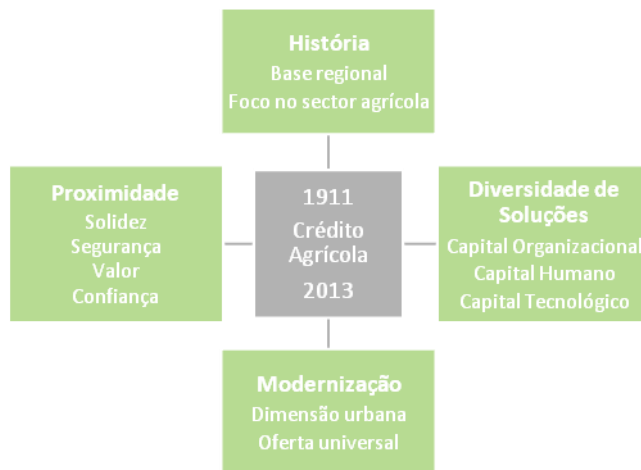 História
Base regional
Foco no sector agrícola
Proximidade
Solidez
Segurança
Valor
Confiança
1911
Crédito
Agrícola
2013
Diversidade de
Soluções
Capital Organizacional
Capital Humano
Capital Tecnológico
Modernização
Dimensão urbana
Oferta universal